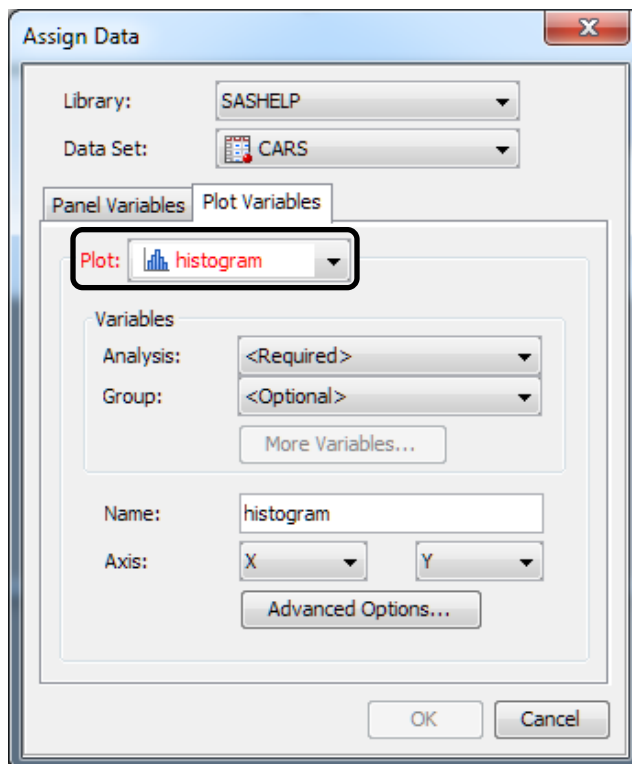 Assign Data
Library: SASHELP
Data Set: CARS
Panel Variables Plot Variables
Plot: histogram
Variables
Analysis: <Required>
Group: <Optional>
More Variables...
Name: histogram
Axis: X Y
Advanced Options...
OK Cancel